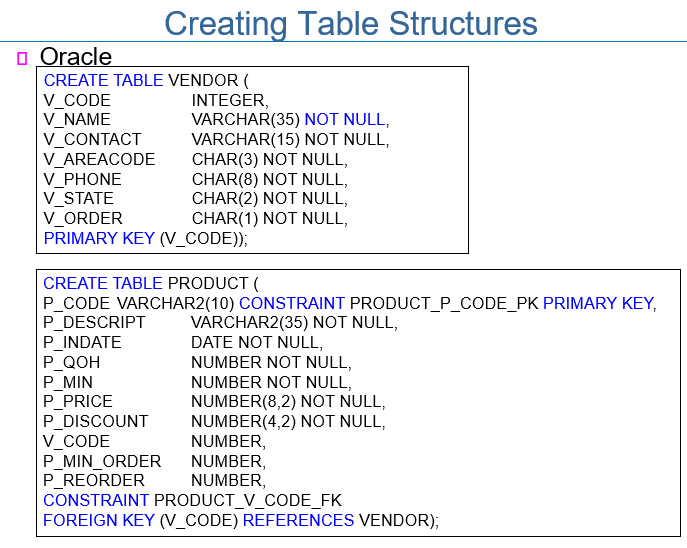 Creating Table Structures
Oracle
CREATE TABLE VENDOR (
V_CODE INTEGER,
V_NAME VARCHAR(35) NOT NULL,
V_CONTACT VARCHAR(15) NOT NULL,
V_AREACODE CHAR(3) NOT NULL,
V_PHONE CHAR(8) NOT NULL,
V_STATE CHAR(2) NOT NULL,
V_ORDER CHAR(1) NOT NULL,
PRIMARY KEY (V_CODE));
CREATE TABLE PRODUCT (
P_CODE VARCHAR2(10) CONSTRAINT PRODUCT_P_CODE_PK PRIMARY KEY,
P_DESCRIPT VARCHAR2(35) NOT NULL,
P_INDATE DATE NOT NULL,
P_QOH NUMBER NOT NULL,
P_MIN NUMBER NOT NULL,
P_PRICE NUMBER(8,2) NOT NULL,
P_DISCOUNT NUMBER(4,2) NOT NULL,
V_CODE NUMBER,
P_MIN_ORDER NUMBER,
P_REORDER NUMBER,
CONSTRAINT PRODUCT_V_CODE_FK
FOREIGN KEY (V_CODE) REFERENCES VENDOR);